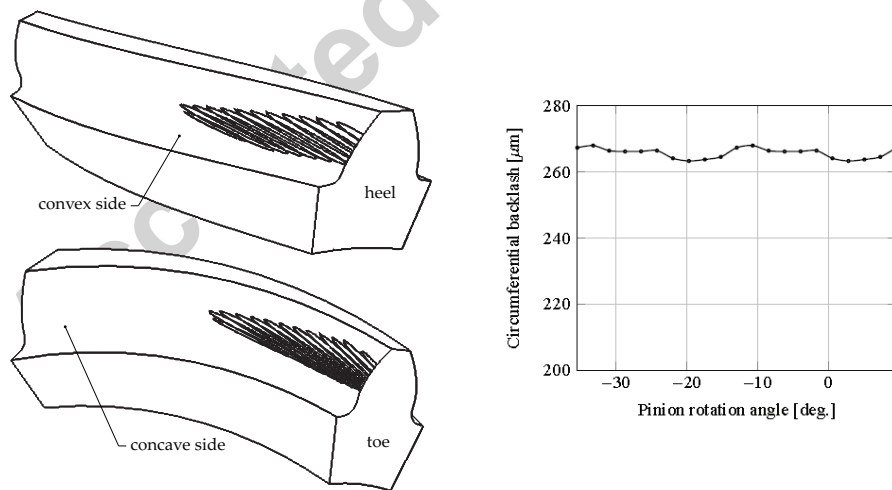 convex side
heel
concave side
toe
280
260
240
220
200
Circumferential backlash [μm]
−30
−20
−10
0
Pinion rotation angle [deg.]